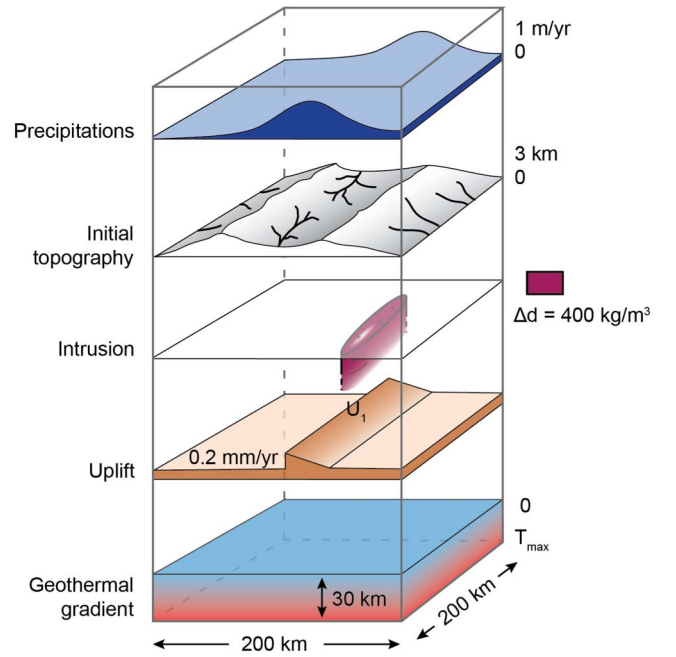 1 m/yr
0
Precipitations
3 km
0
Initial
topography
Δd = 400 kg/m³
Intrusion
U₁
0.2 mm/yr
Uplift
0
Tmax
Geothermal
gradient
30 km
200 km
200 km